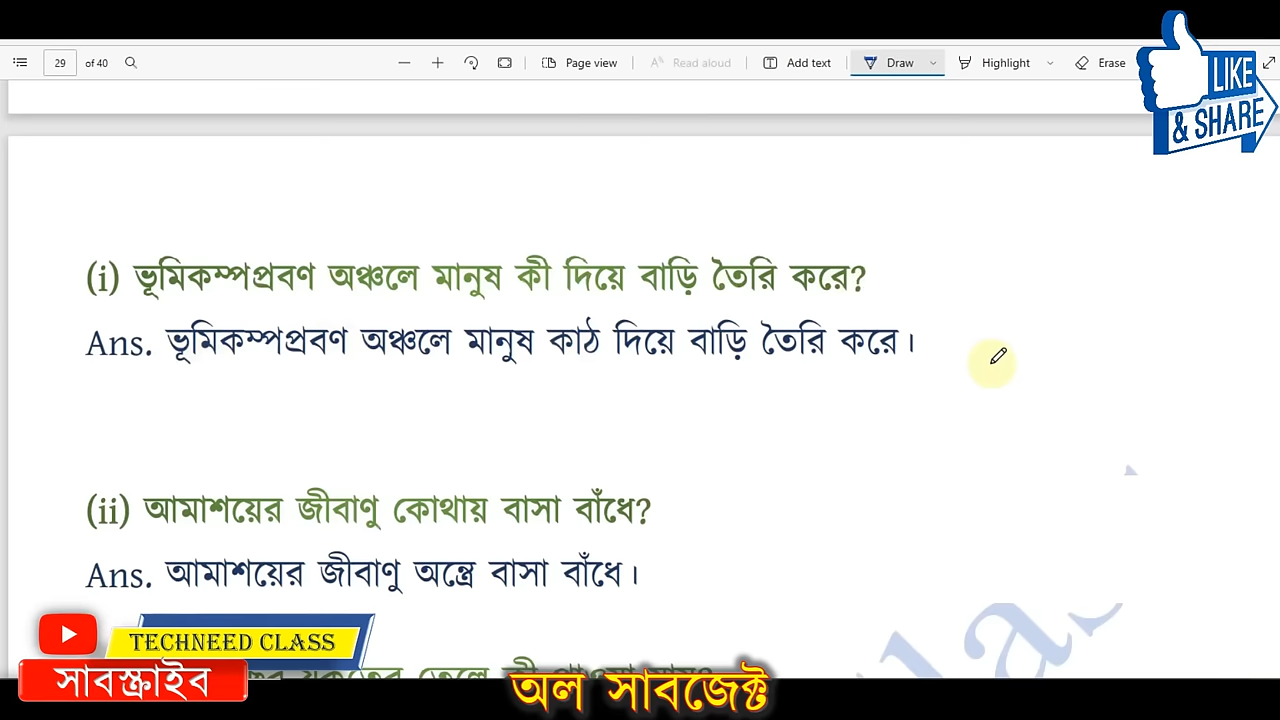 29 of 40 Page view Read aloud Add text Draw Highlight Erase
LIKE
& SHARE
(i) ভূমিকম্পপ্রবণ অঞ্চলে মানুষ কী দিয়ে বাড়ি তৈরি করে?
Ans. ভূমিকম্পপ্রবণ অঞ্চলে মানুষ কাঠ দিয়ে বাড়ি তৈরি করে।
(ii) আমাশয়ের জীবাণু কোথায় বাসা বাঁধে?
Ans. আমাশয়ের জীবাণু অন্ত্রে বাসা বাঁধে।
TECHNEED CLASS
সাবস্ক্রাইব
অল সাবজেক্ট